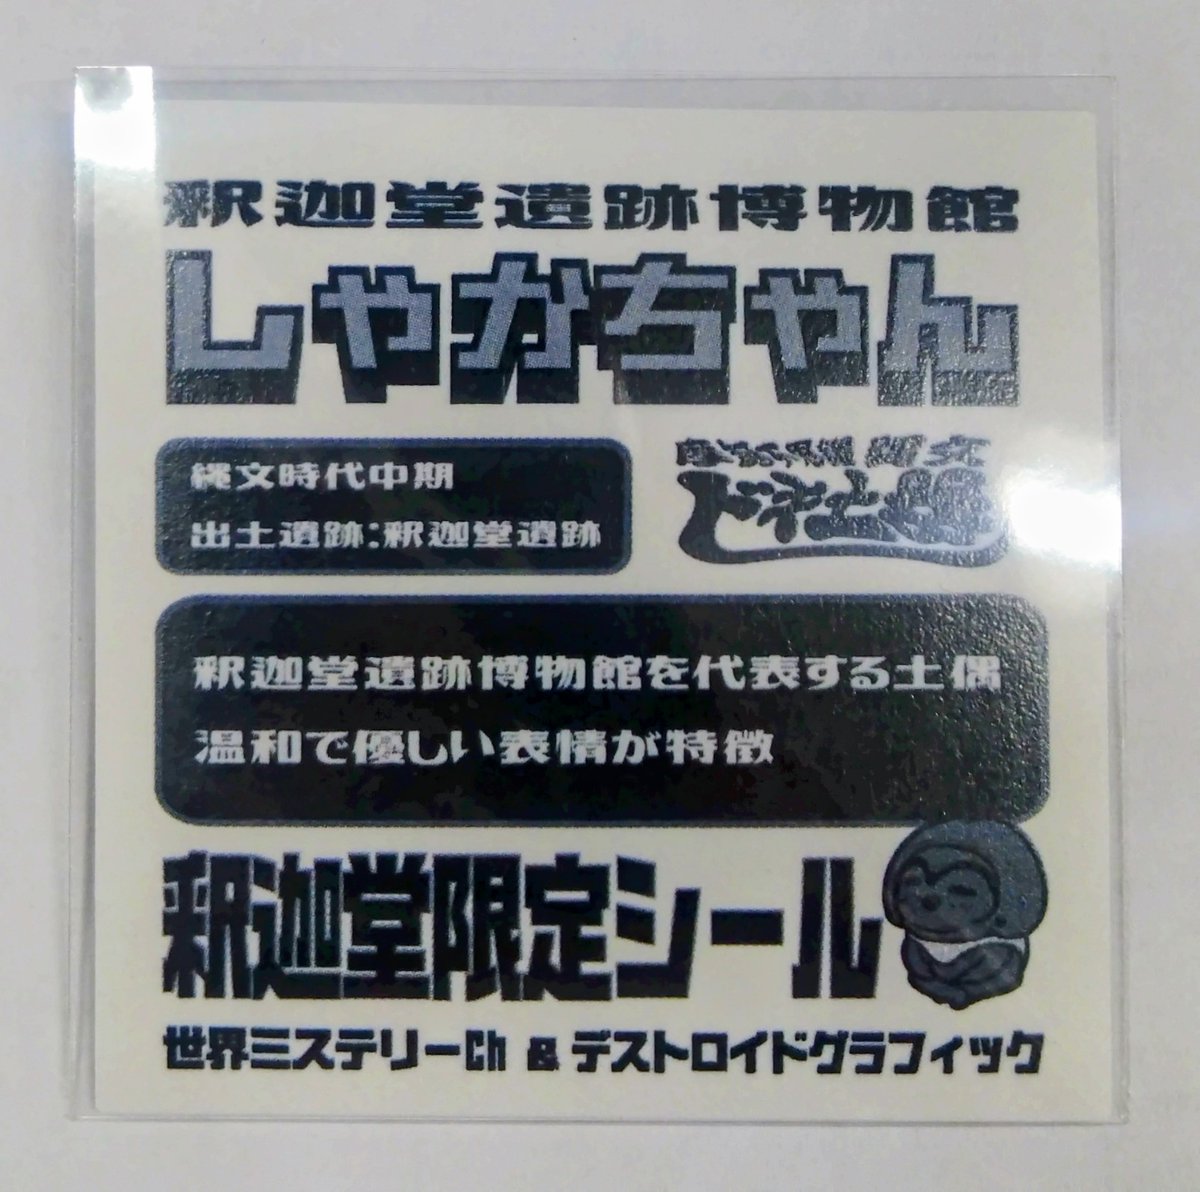 釈迦堂遺跡博物館
しゃかちゃん
縄文時代中期
出土遺跡：釈迦堂遺跡
釈迦堂遺跡博物館を代表する土偶
温和で優しい表情が特徴
釈迦堂限定シール
世界ミステリーCh & デストロイドグラフィック